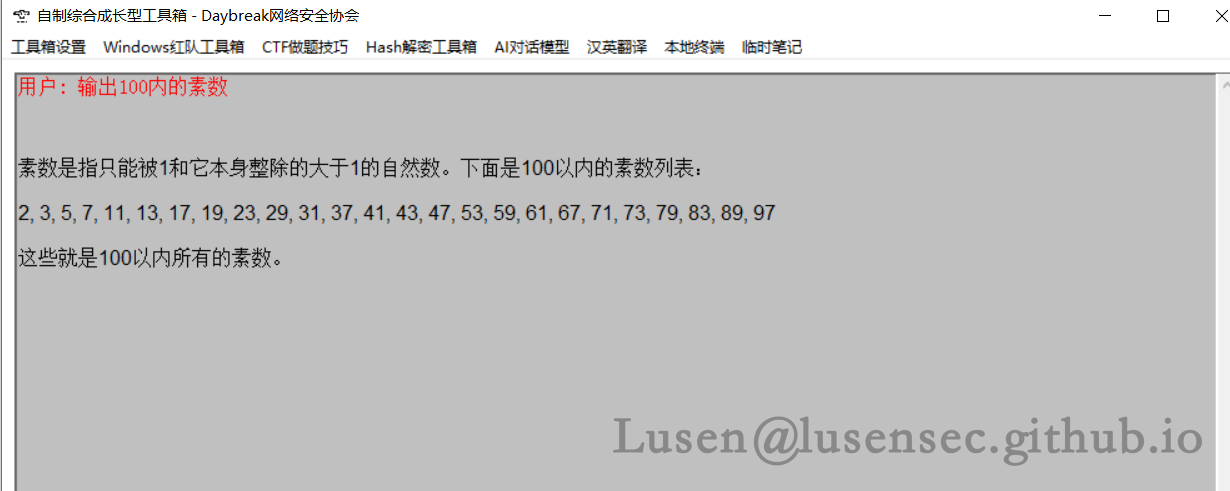 自制综合成长型工具箱 - Daybreak网络安全协会
工具箱设置 Windows红队工具箱 CTF做题技巧 Hash解密工具箱 AI对话模型 汉英翻译 本地终端 临时笔记
用户: 输出100内的素数
素数是指只能被1和它本身整除的大于1的自然数。下面是100以内的素数列表:
2, 3, 5, 7, 11, 13, 17, 19, 23, 29, 31, 37, 41, 43, 47, 53, 59, 61, 67, 71, 73, 79, 83, 89, 97
这些就是100以内所有的素数。
Lusen@lusensec.github.io